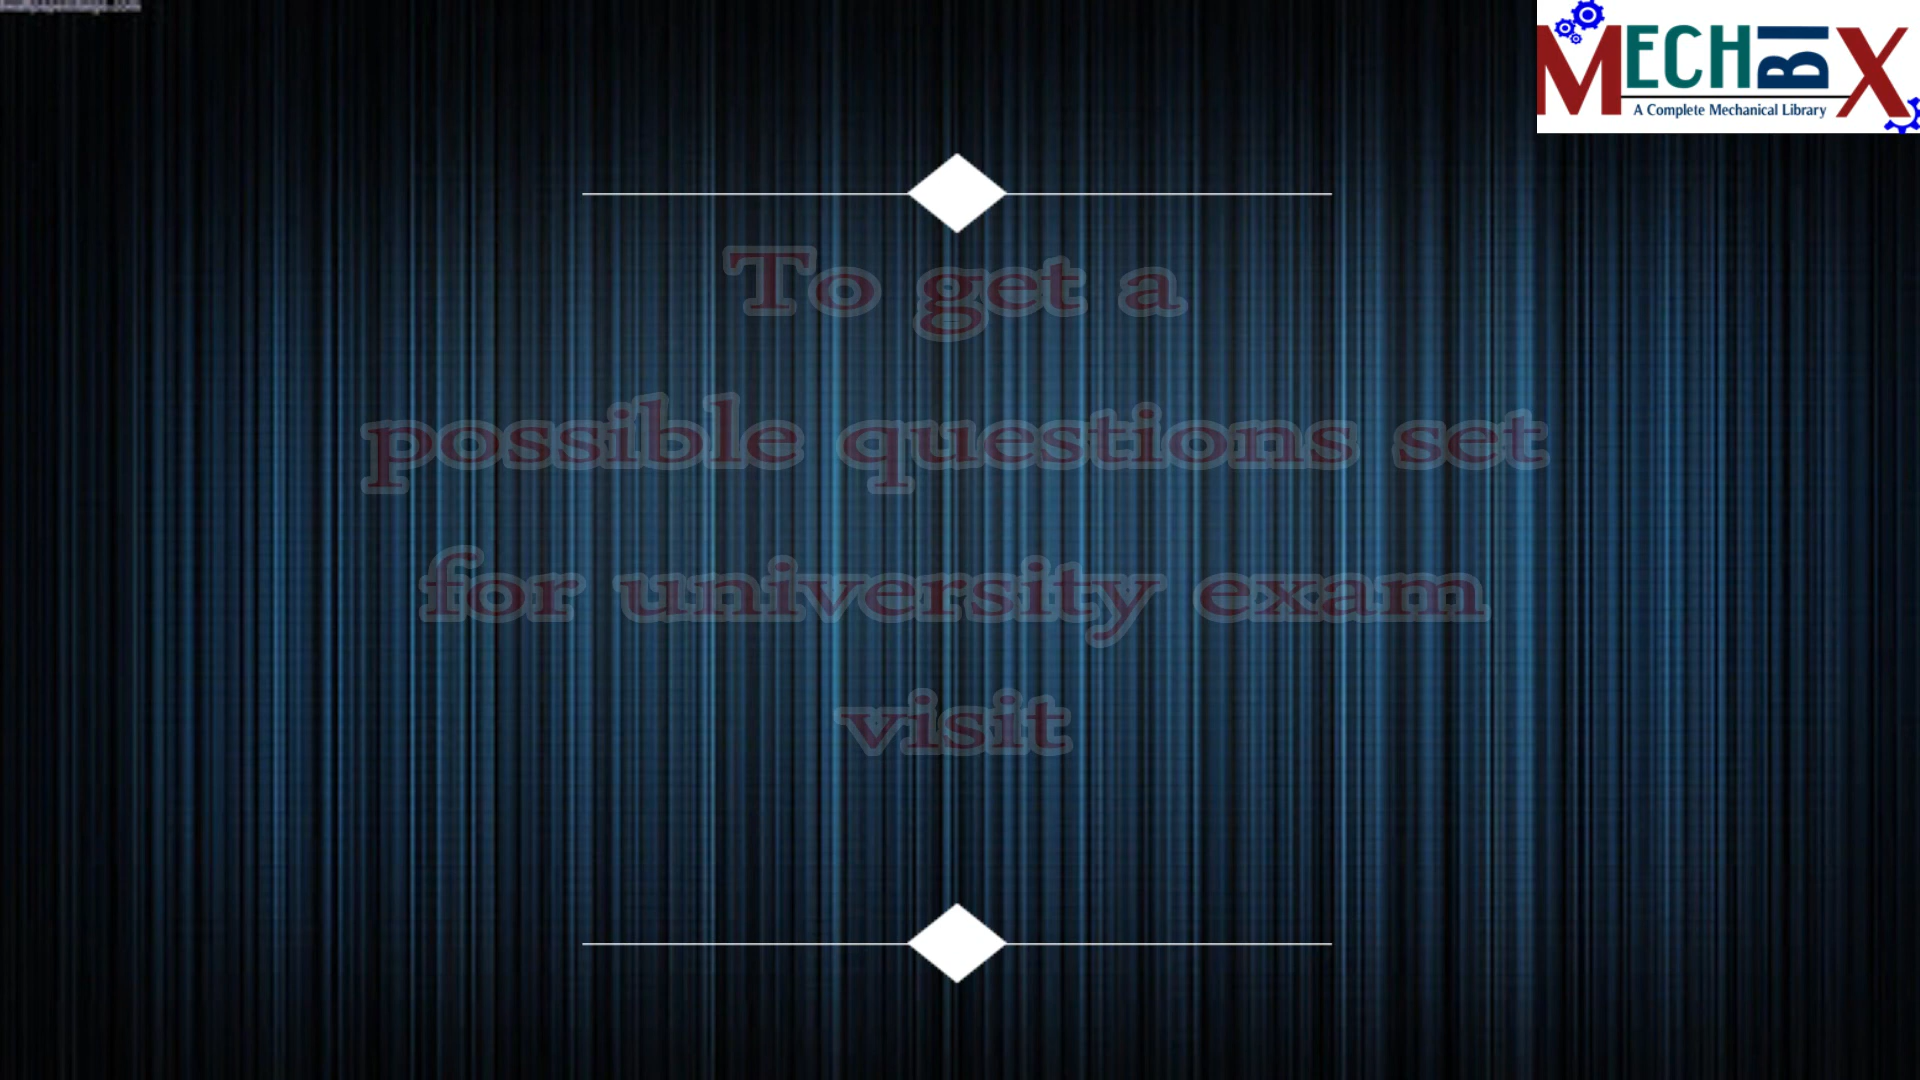 MECHBIX
A Complete Mechanical Library
To get a
possible questions set
for university exam
visit